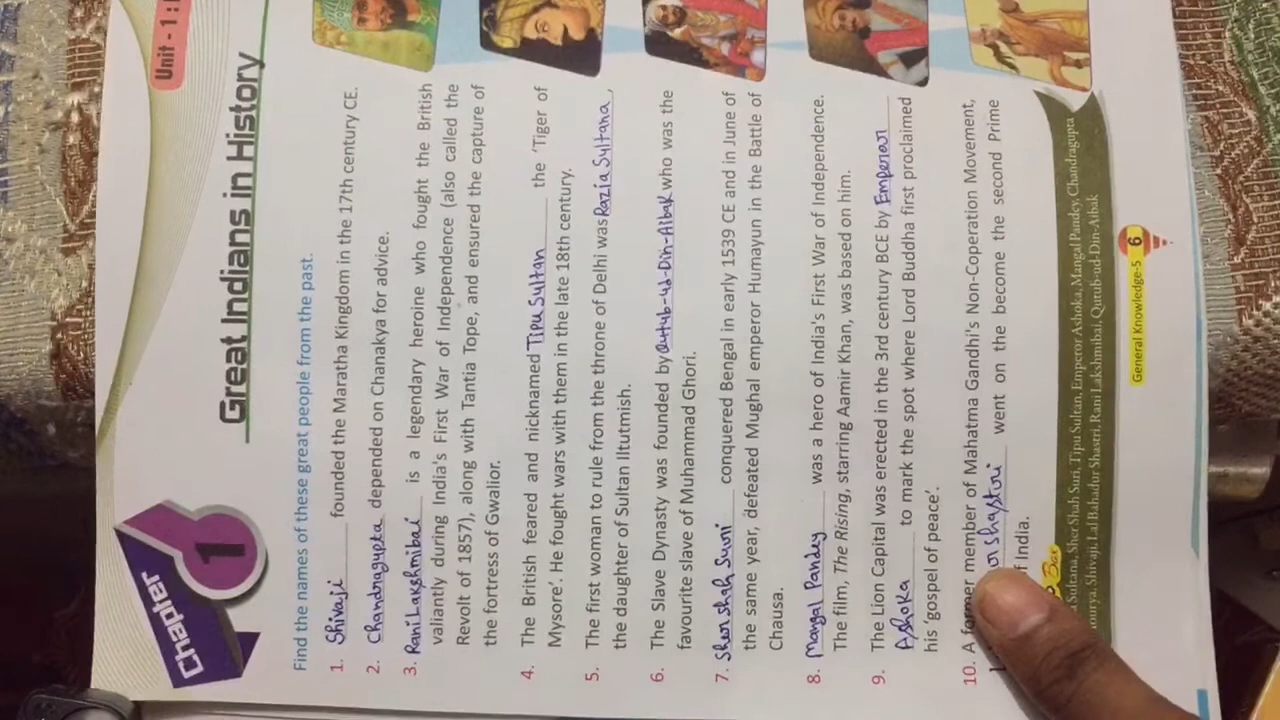 Unit - 1:
Chapter 1
Great Indians in History
Find the names of these great people from the past.
1. Shivaji founded the Maratha Kingdom in the 17th century CE.
2. Chandragupta depended on Chanakya for advice.
3. Rani Lakshmibai is a legendary heroine who fought the British
valiantly during India's First War of Independence (also called the
Revolt of 1857), along with Tantia Tope, and ensured the capture of
the fortress of Gwalior.
4. The British feared and nicknamed Tipu Sultan the 'Tiger of
Mysore'. He fought wars with them in the late 18th century.
5. The first woman to rule from the throne of Delhi was Razia Sultana,
the daughter of Sultan Iltutmish.
6. The Slave Dynasty was founded by Qutub-ud-Din-Aibak who was the
favourite slave of Muhammad Ghori.
7. Sher shah suri conquered Bengal in early 1539 CE and in June of
the same year, defeated Mughal emperor Humayun in the Battle of
Chausa.
8. Mangal Pandey was a hero of India's First War of Independence.
The film, The Rising, starring Aamir Khan, was based on him.
9. The Lion Capital was erected in the 3rd century BCE by Emperor
Ashoka to mark the spot where Lord Buddha first proclaimed
his 'gospel of peace'.
10. A former member of Mahatma Gandhi's Non-Coperation Movement,
shastri went on the become the second Prime
India.
Sultana, Sher Shah Suri, Tipu Sultan, Emperor Ashoka, Mangal Pandey, Chandragupta
Shivaji, Lal Bahadur Shastri, Rani Lakshmibai, Qutub-ud-Din-Aibak
General Knowledge-5 6